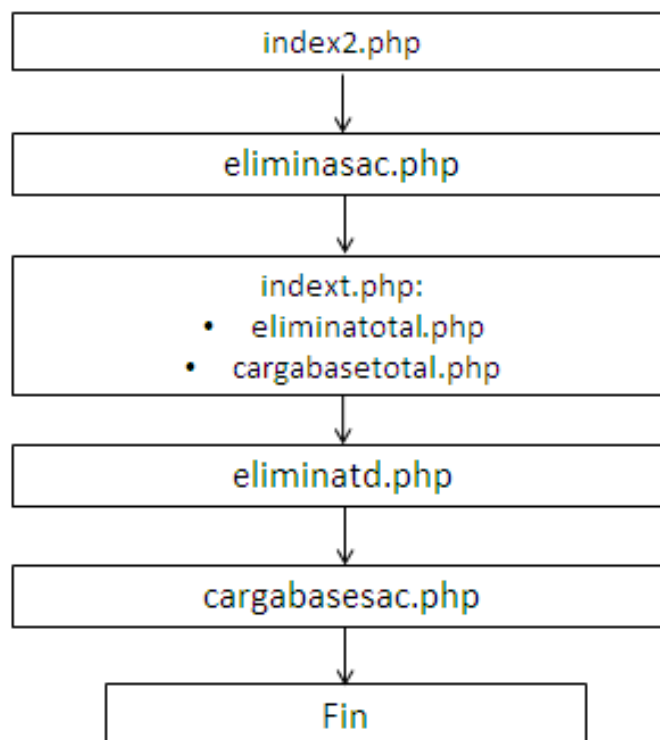 index2.php
eliminasac.php
indext.php:
• eliminatotal.php
• cargabasetotal.php
eliminatd.php
cargabasesac.php
Fin